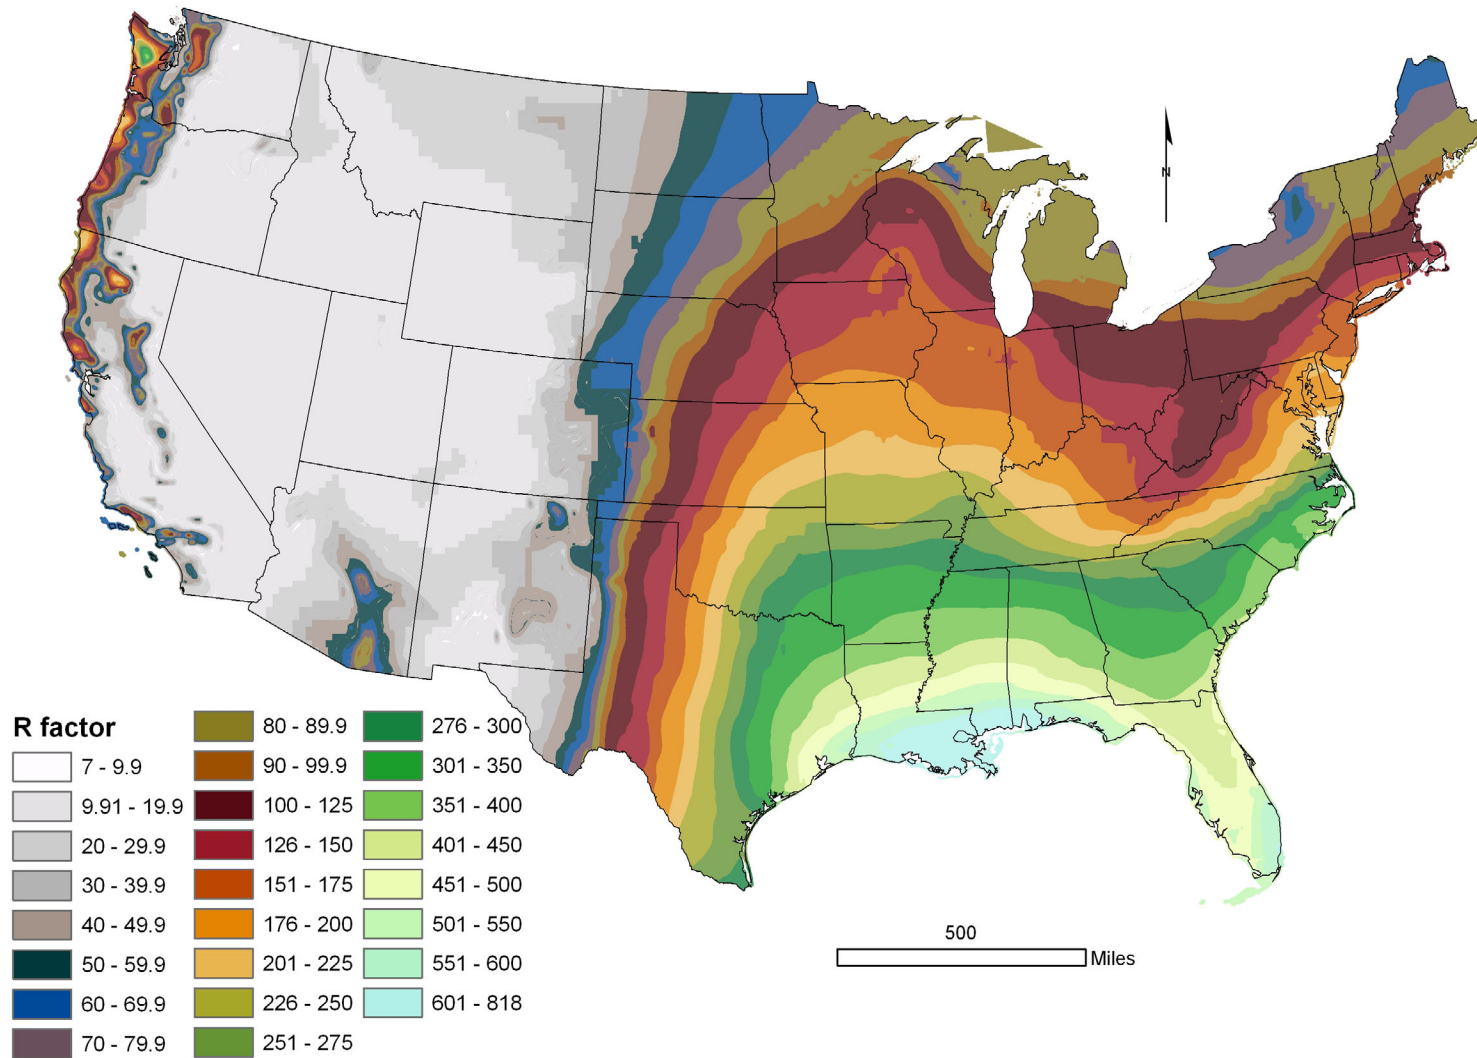 N
R factor
7 - 9.9
9.91 - 19.9
20 - 29.9
30 - 39.9
40 - 49.9
50 - 59.9
60 - 69.9
70 - 79.9
80 - 89.9
90 - 99.9
100 - 125
126 - 150
151 - 175
176 - 200
201 - 225
226 - 250
251 - 275
276 - 300
301 - 350
351 - 400
401 - 450
451 - 500
501 - 550
551 - 600
601 - 818
500
Miles